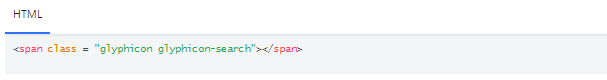 HTML
<span class = "glyphicon glyphicon-search"></span>